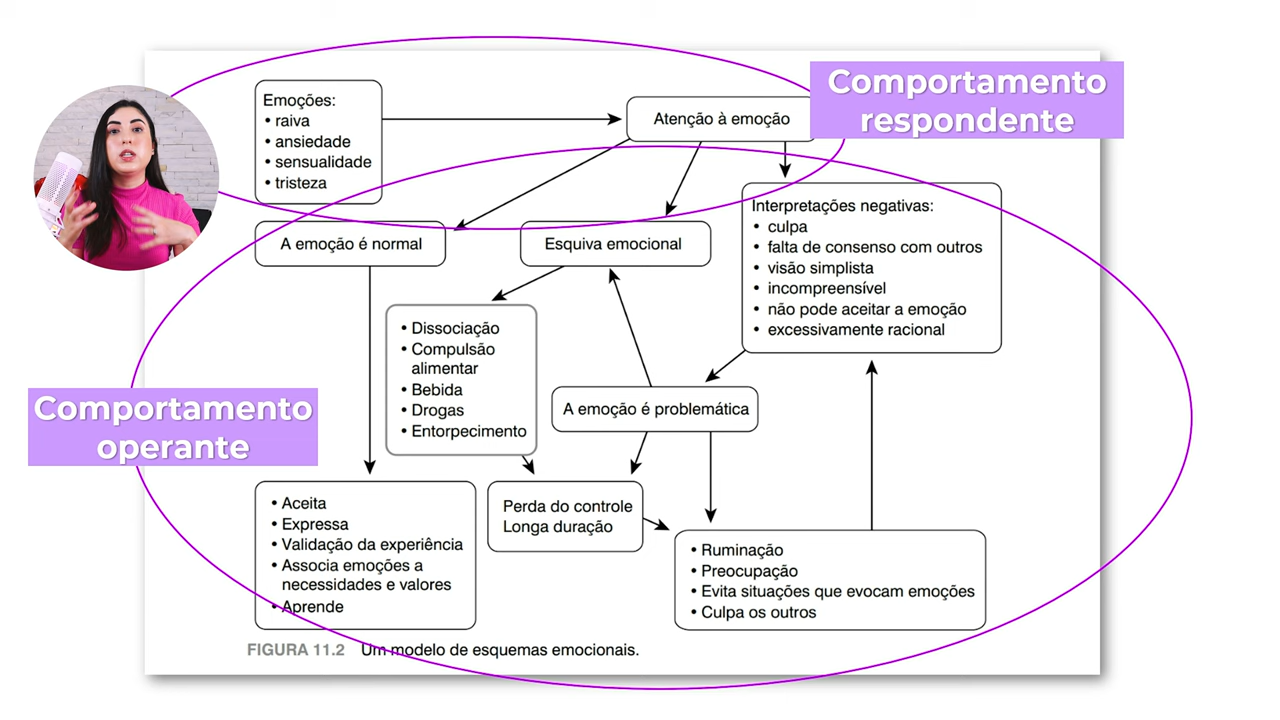 Comportamento
respondente
Emoções:
• raiva
• ansiedade
• sensualidade
• tristeza
Atenção à emoção
A emoção é normal
Esquiva emocional
Interpretações negativas:
• culpa
• falta de consenso com outros
• visão simplista
• incompreensível
• não pode aceitar a emoção
• excessivamente racional
• Dissociação
• Compulsão
alimentar
• Bebida
• Drogas
• Entorpecimento
A emoção é problemática
Comportamento
operante
• Aceita
• Expressa
• Validação da experiência
• Associa emoções a
necessidades e valores
• Aprende
Perda do controle
Longa duração
• Ruminação
• Preocupação
• Evita situações que evocam emoções
• Culpa os outros
FIGURA 11.2 Um modelo de esquemas emocionais.